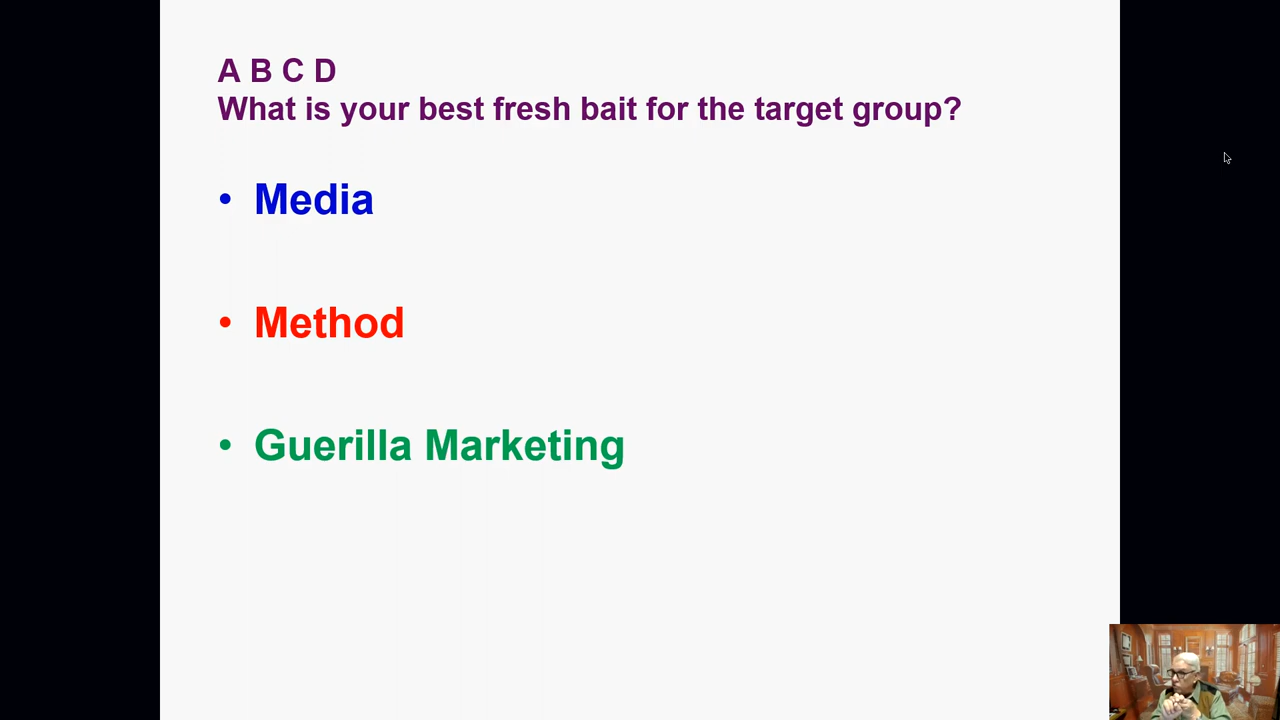 A B C D
What is your best fresh bait for the target group?
• Media
• Method
• Guerilla Marketing